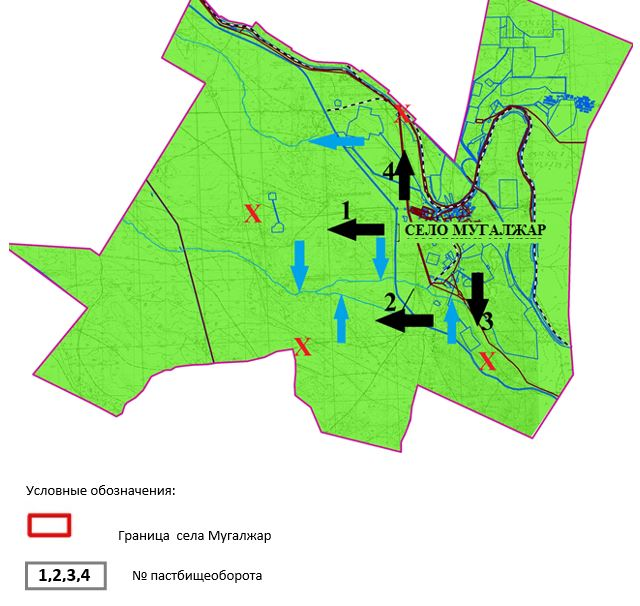 X
4
X
1
СЕЛО МУГАЛЖАР
2
3
X
X
Условные обозначения:
Граница села Мугалжар
1,2,3,4 № пастбищеоборота